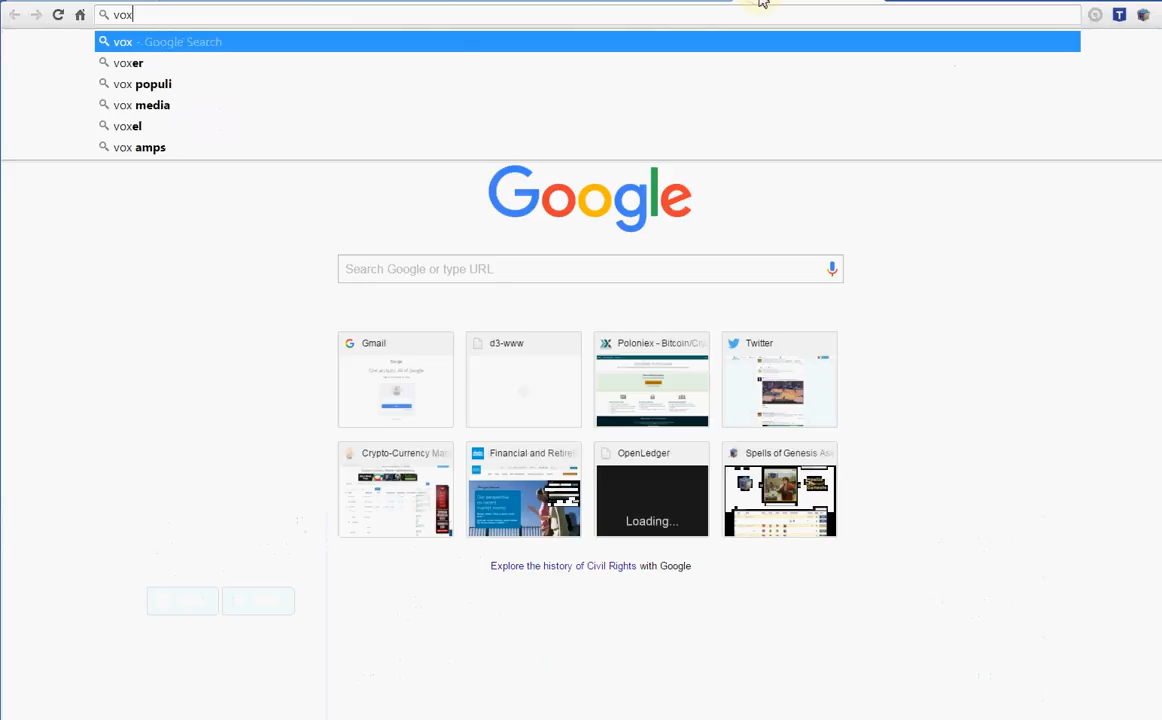 vox
vox - Google Search
voxer
vox populi
vox media
voxel
vox amps
Google
Search Google or type URL
Gmail
d3-www
Poloniex - Bitcoin/Cry
Twitter
Crypto-Currency Ma
Financial and Retire
OpenLedger
Spells of Genesis As
Loading...
Explore the history of Civil Rights with Google